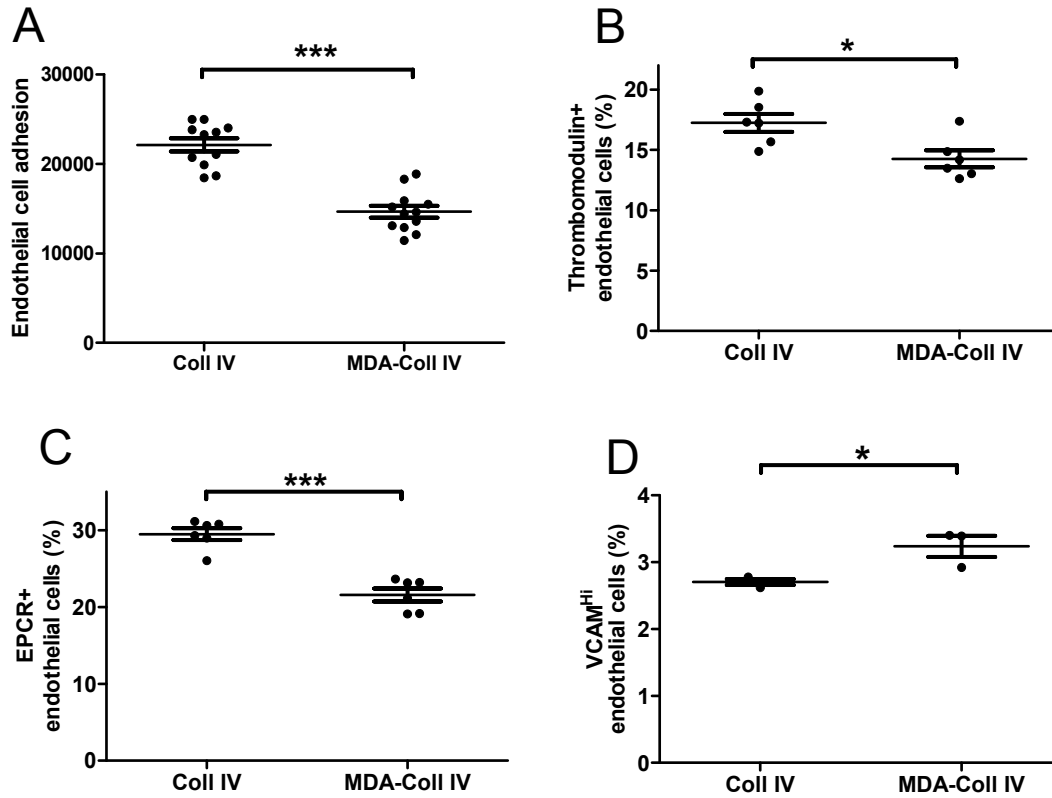 A
***
30000
20000
10000
0
Endothelial cell adhesion
Coll IV
MDA-Coll IV
B
*
20
15
10
5
0
Thrombomodulin+
endothelial cells (%)
Coll IV
MDA-Coll IV
C
***
30
20
10
0
EPCR+
endothelial cells (%)
Coll IV
MDA-Coll IV
D
*
4
3
2
1
0
VCAMHi
endothelial cells (%)
Coll IV
MDA-Coll IV